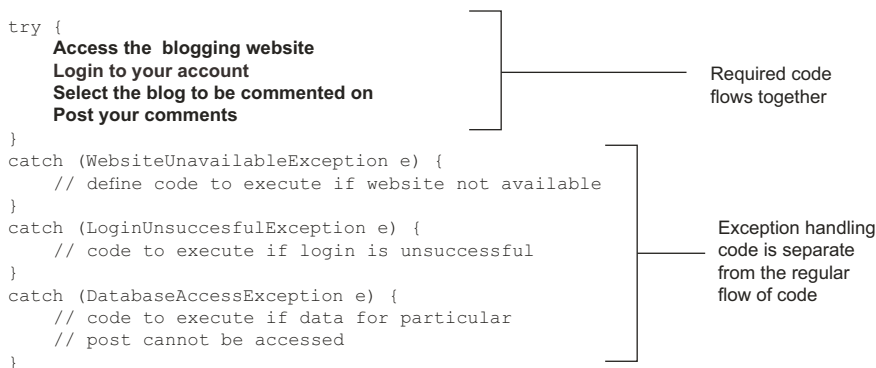 try {
    Access the  blogging website
    Login to your account
    Select the blog to be commented on
    Post your comments
}
catch (WebsiteUnavailableException e) {
    // define code to execute if website not available
}
catch (LoginUnsuccesfulException e) {
    // code to execute if login is unsuccessful
}
catch (DatabaseAccessException e) {
    // code to execute if data for particular
    // post cannot be accessed
}
Required code
flows together
Exception handling
code is separate
from the regular
flow of code